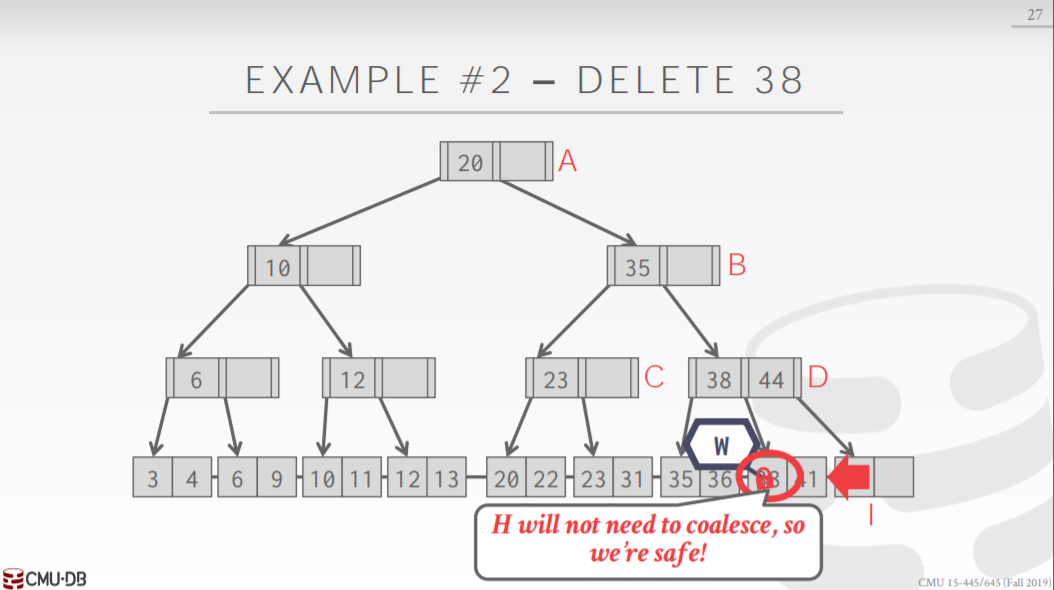 27
EXAMPLE #2 – DELETE 38
20 A
10
35 B
6
12
23 C
38 44 D
W
3 4 6 9 10 11 12 13 20 22 23 31 35 36 38 41
I
H will not need to coalesce, so
we're safe!
CMU·DB
CMU 15-445/645 (Fall 2019)